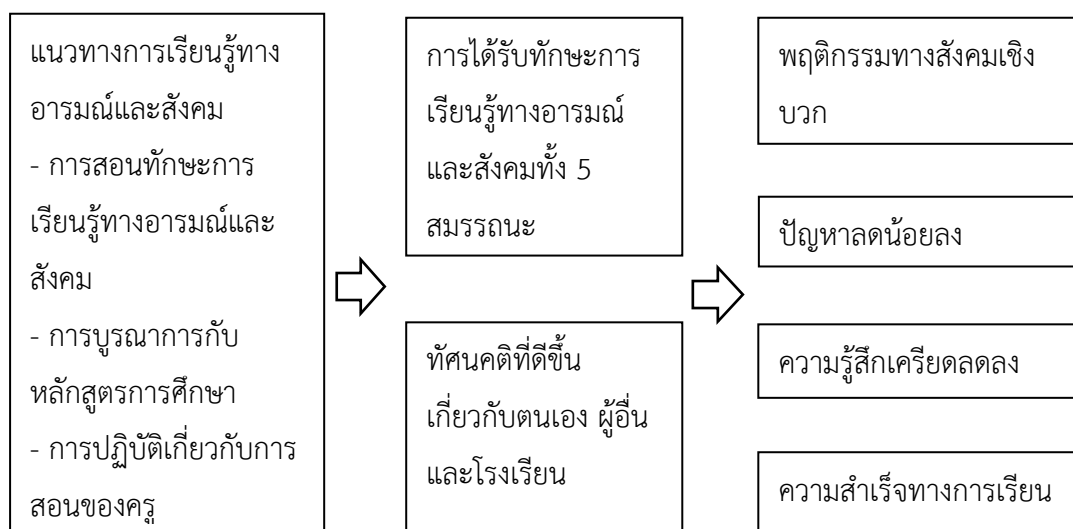 แนวทางการเรียนรู้ทาง
อารมณ์และสังคม
- การสอนทักษะการ
เรียนรู้ทางอารมณ์และ
สังคม
- การบูรณาการกับ
หลักสูตรการศึกษา
- การปฏิบัติเกี่ยวกับการ
สอนของครู
การได้รับทักษะการ
เรียนรู้ทางอารมณ์
และสังคมทั้ง 5
สมรรถนะ
ทัศนคติที่ดีขึ้น
เกี่ยวกับตนเอง ผู้อื่น
และโรงเรียน
พฤติกรรมทางสังคมเชิง
บวก
ปัญหาลดน้อยลง
ความรู้สึกเครียดลดลง
ความสำเร็จทางการเรียน